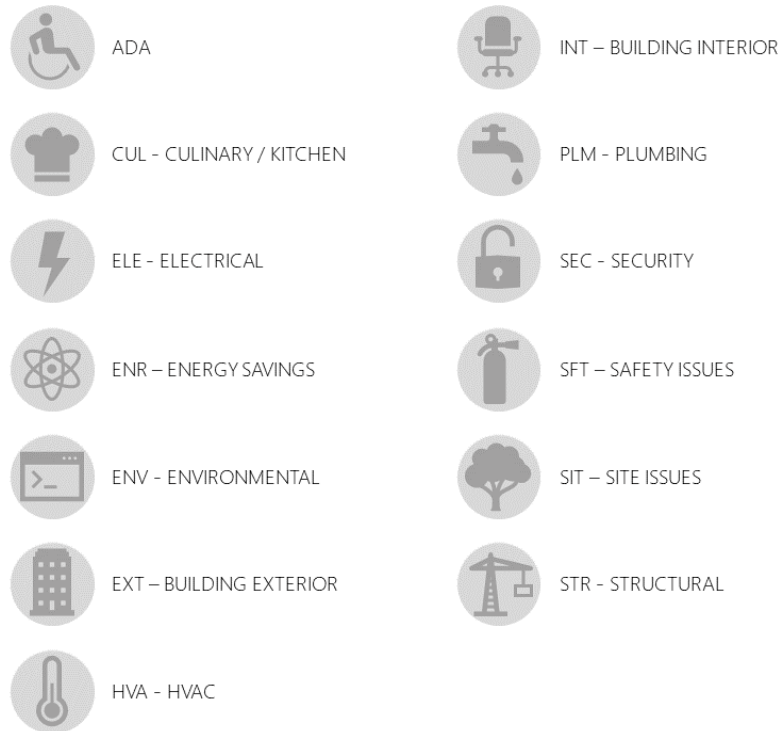 ADA
CUL - CULINARY / KITCHEN
ELE - ELECTRICAL
ENR – ENERGY SAVINGS
ENV - ENVIRONMENTAL
EXT – BUILDING EXTERIOR
HVA - HVAC
INT – BUILDING INTERIOR
PLM - PLUMBING
SEC - SECURITY
SFT – SAFETY ISSUES
SIT – SITE ISSUES
STR - STRUCTURAL